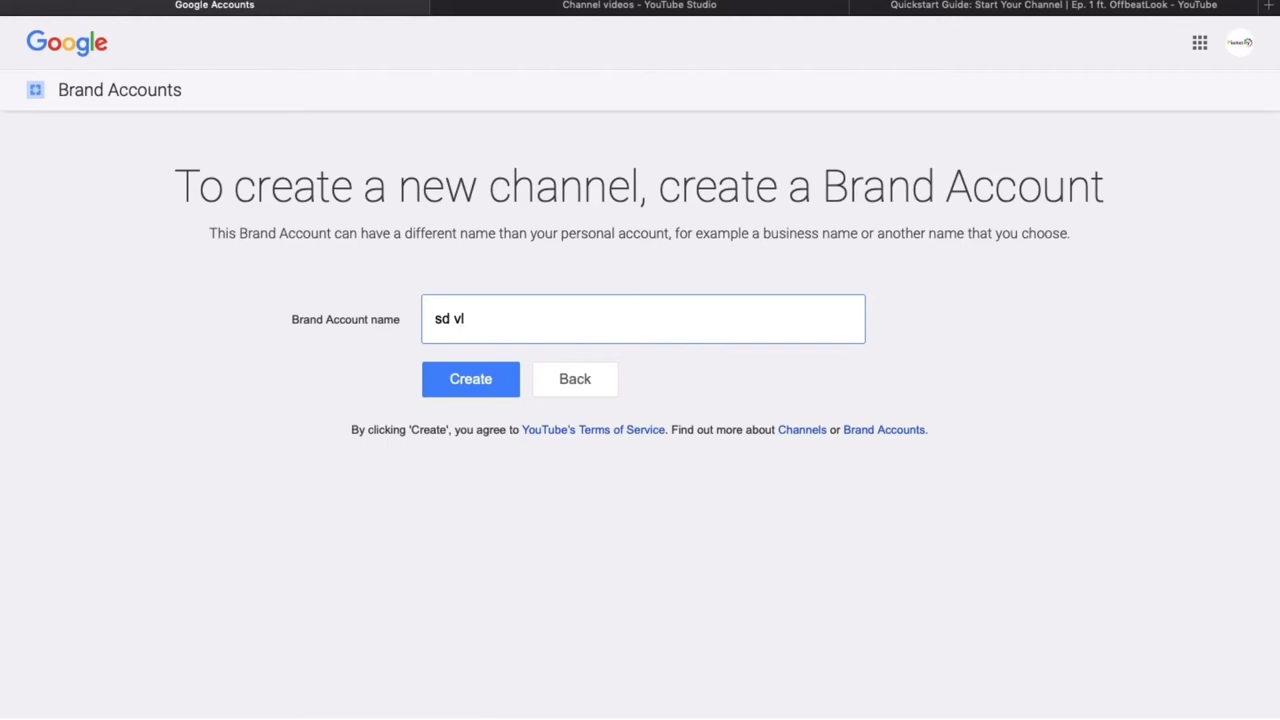 Google Accounts
Channel videos - YouTube Studio
Quickstart Guide: Start Your Channel | Ep. 1 ft. OffbeatLook - YouTube
Google
Brand Accounts
To create a new channel, create a Brand Account
This Brand Account can have a different name than your personal account, for example a business name or another name that you choose.
Brand Account name
sd vl
Create
Back
By clicking 'Create', you agree to YouTube's Terms of Service. Find out more about Channels or Brand Accounts.